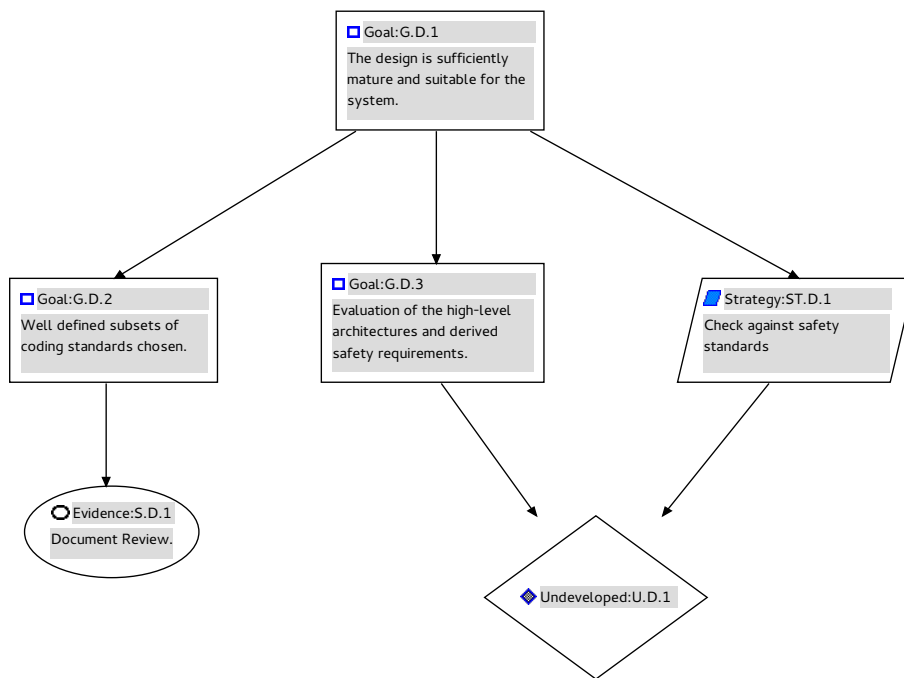 Goal:G.D.1
The design is sufficiently
mature and suitable for the
system.
Goal:G.D.2
Well defined subsets of
coding standards chosen.
Goal:G.D.3
Evaluation of the high-level
architectures and derived
safety requirements.
Strategy:ST.D.1
Check against safety
standards
Evidence:S.D.1
Document Review.
Undeveloped:U.D.1